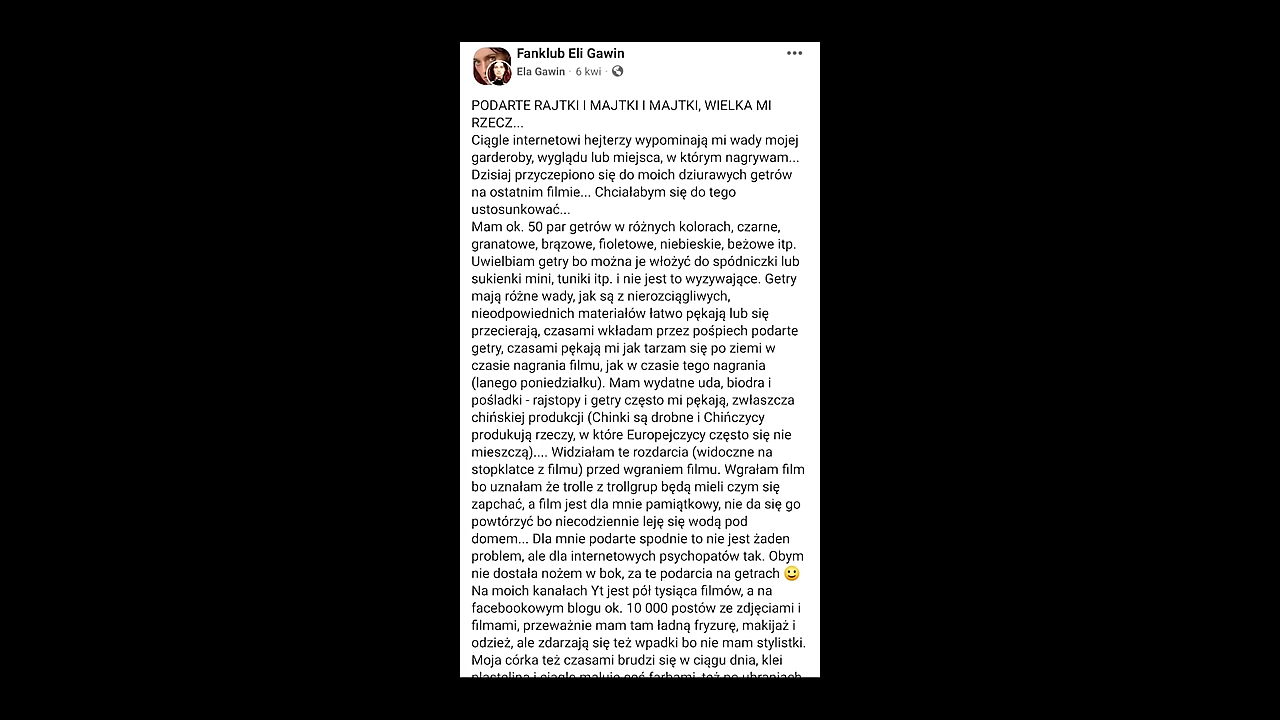 Fanklub Eli Gawin
Ela Gawin · 6 kwi ·
PODARTE RAJTKI I MAJTKI I MAJTKI, WIELKA MI
RZECZ...
Ciągle internetowi hejterzy wypominają mi wady mojej
garderoby, wyglądu lub miejsca, w którym nagrywam...
Dzisiaj przyczepiono się do moich dziurawych getrów
na ostatnim filmie... Chciałabym się do tego
ustosunkować...
Mam ok. 50 par getrów w różnych kolorach, czarne,
granatowe, brązowe, fioletowe, niebieskie, beżowe itp.
Uwielbiam getry bo można je włożyć do spódniczki lub
sukienki mini, tuniki itp. i nie jest to wyzywające. Getry
mają różne wady, jak są z nierozciągliwych,
nieodpowiednich materiałów łatwo pękają lub się
przecierają, czasami wkładam przez pośpiech podarte
getry, czasami pękają mi jak tarzam się po ziemi w
czasie nagrania filmu, jak w czasie tego nagrania
(lanego poniedziałku). Mam wydatne uda, biodra i
pośladki - rajstopy i getry często mi pękają, zwłaszcza
chińskiej produkcji (Chinki są drobne i Chińczycy
produkują rzeczy, w które Europejczycy często się nie
mieszczą).... Widziałam te rozdarcia (widoczne na
stopklatce z filmu) przed wgraniem filmu. Wgrałam film
bo uznałam że trolle z trollgrup będą mieli czym się
zapchać, a film jest dla mnie pamiątkowy, nie da się go
powtórzyć bo niecodziennie leję się wodą pod
domem... Dla mnie podarte spodnie to nie jest żaden
problem, ale dla internetowych psychopatów tak. Obym
nie dostała nożem w bok, za te podarcia na getrach 😀
Na moich kanałach Yt jest pół tysiąca filmów, a na
facebookowym blogu ok. 10 000 postów ze zdjęciami i
filmami, przeważnie mam tam ładną fryzurę, makijaż i
odzież, ale zdarzają się też wpadki bo nie mam stylistki.
Moja córka też czasami brudzi się w ciągu dnia, klei
plasteliną i ciągle maluje coś farbami, też po ubraniach